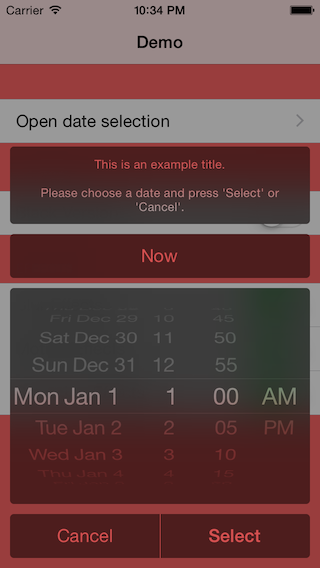 Carrier 10:34 PM
Demo
Open date selection
This is an example title.
Please choose a date and press 'Select' or
'Cancel'.
Now
Fri Dec 29 10 45
Sat Dec 30 11 50
Sun Dec 31 12 55
Mon Jan 1 1 00 AM
Tue Jan 2 2 05 PM
Wed Jan 3 3 10
Thu Jan 4 4 15
Cancel Select